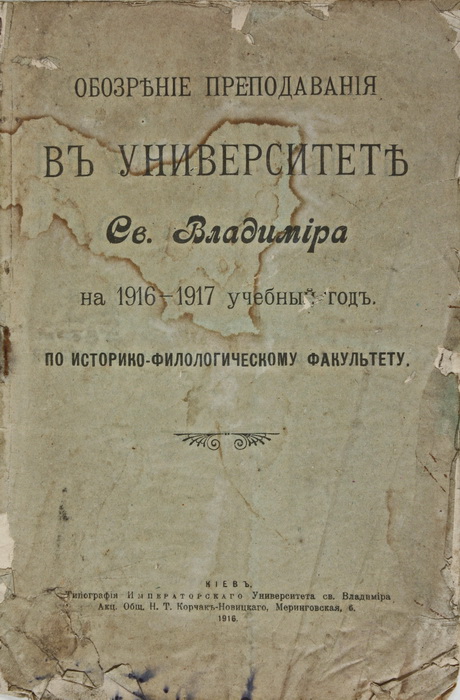 ОБОЗРѢНІЕ ПРЕПОДАВАНІЯ
ВЪ УНИВЕРСИТЕТѢ
Св. Владиміра
на 1916—1917 учебный годъ.
ПО ИСТОРИКО-ФИЛОЛОГИЧЕСКОМУ ФАКУЛЬТЕТУ.
КІЕВЪ.
Типографія ИМПЕРАТОРСКАГО Университета св. Владиміра
Акц. Общ. Н. Т. Корчакъ-Новицкаго, Меринговская, 6.
1916.